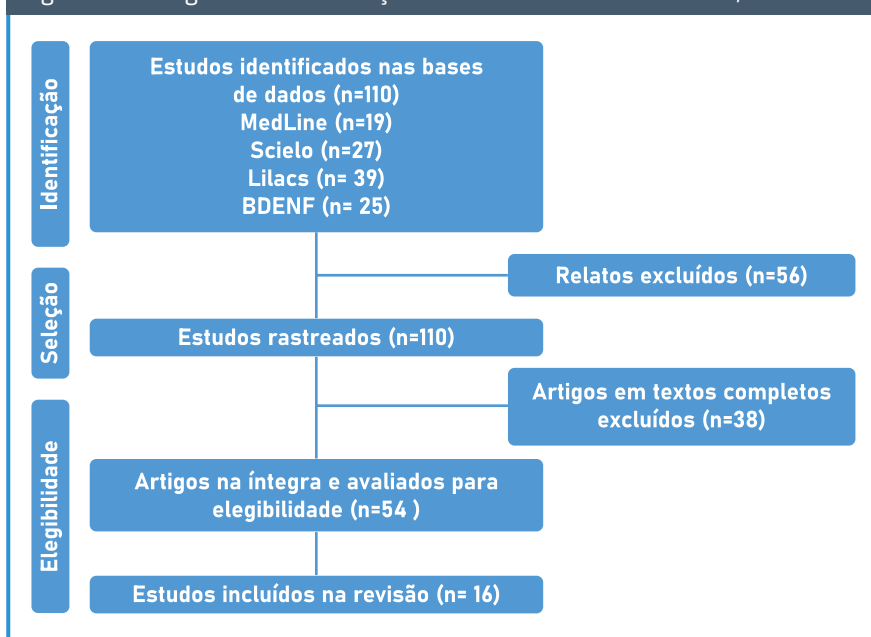 Identificação
Estudos identificados nas bases
de dados (n=110)
MedLine (n=19)
Scielo (n=27)
Lilacs (n= 39)
BDENF (n= 25)
Relatos excluídos (n=56)
Seleção
Estudos rastreados (n=110)
Artigos em textos completos
excluídos (n=38)
Elegibilidade
Artigos na íntegra e avaliados para
elegibilidade (n=54 )
Estudos incluídos na revisão (n= 16)